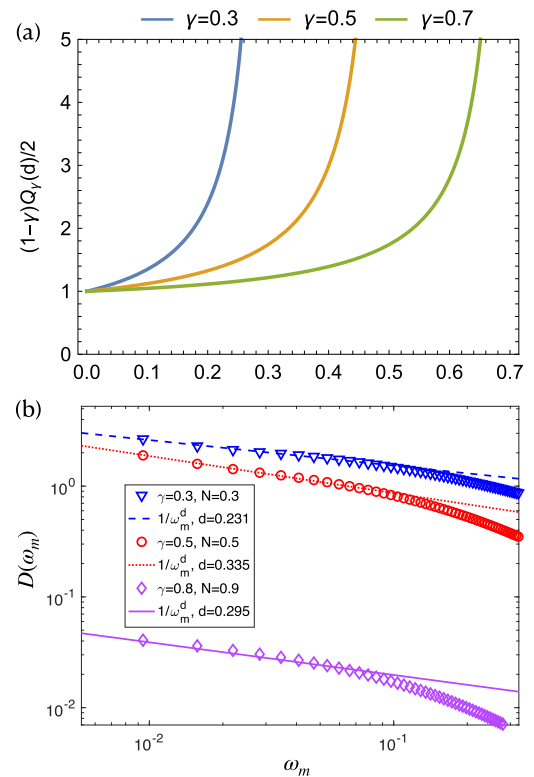 γ=0.3 γ=0.5 γ=0.7
(a)
5
4
3
2
1
0
(1−γ)Q_γ(d)/2
0.0 0.1 0.2 0.3 0.4 0.5 0.6 0.7
(b)
10^0
10^-1
10^-2
D(ω_m)
γ=0.3, N=0.3
1/ω_m^d, d=0.231
γ=0.5, N=0.5
1/ω_m^d, d=0.335
γ=0.8, N=0.9
1/ω_m^d, d=0.295
10^-2 10^-1
ω_m